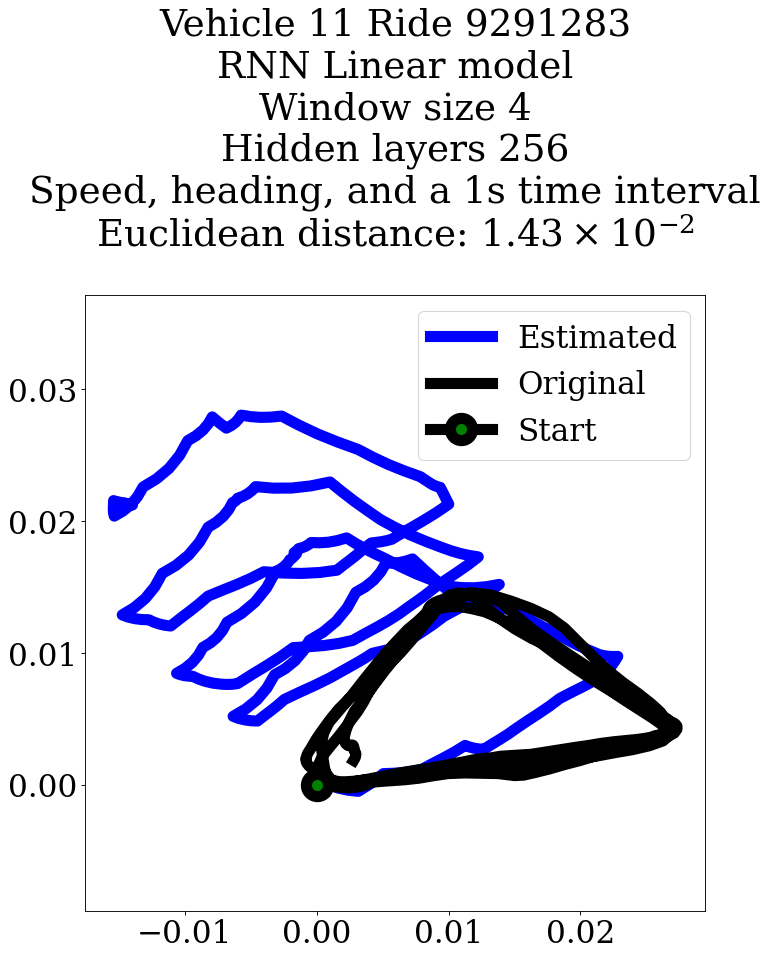 Vehicle 11 Ride 9291283
RNN Linear model
Window size 4
Hidden layers 256
Speed, heading, and a 1s time interval
Euclidean distance: 1.43 × 10⁻²
Estimated
Original
Start
0.03
0.02
0.01
0.00
−0.01 0.00 0.01 0.02